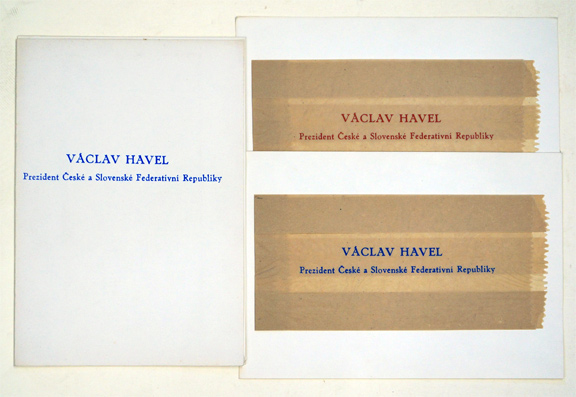 VÁCLAV HAVEL
Prezident České a Slovenské Federativní Republiky
VÁCLAV HAVEL
Prezident České a Slovenské Federativní Republiky
VÁCLAV HAVEL
Prezident České a Slovenské Federativní Republiky